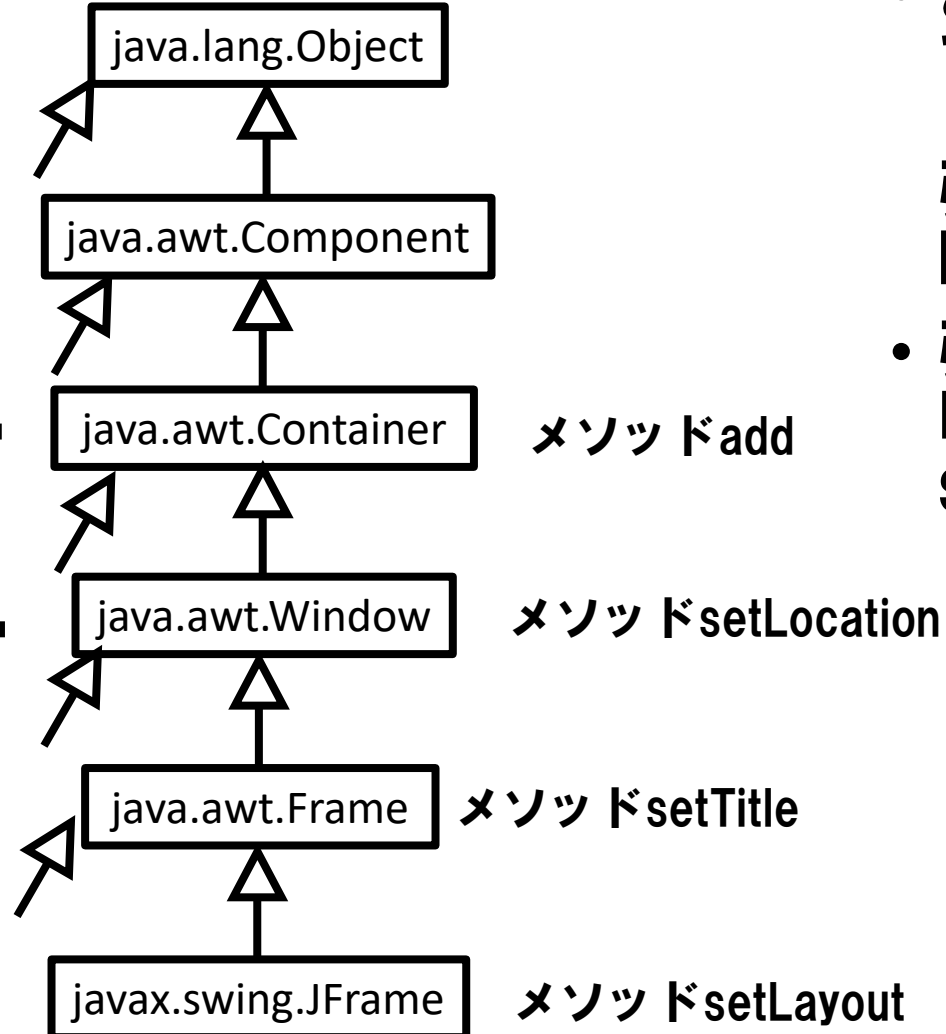 java.lang.Object
java.awt.Component
java.awt.Container メソッドadd
java.awt.Window メソッドsetLocation
java.awt.Frame メソッドsetTitle
javax.swing.JFrame メソッドsetLayout